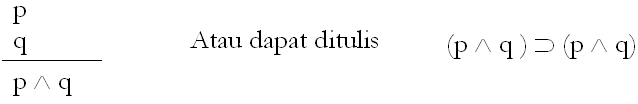 p
q
p ∧ q
Atau dapat ditulis
(p ∧ q ) ⊃ (p ∧ q)